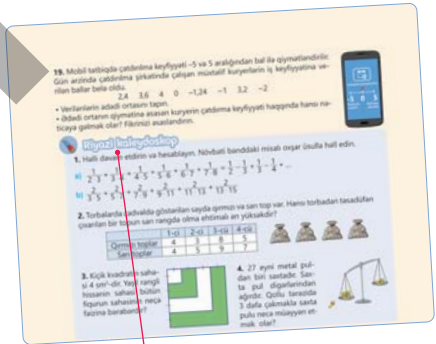 19. Mobil tətbiqdə çatdırılma keyfiyyəti –5 və 5 aralığından bal ilə qiymətləndirilir.
Gün ərzində çatdırılma şirkətində çalışan müxtəlif kuryerlərin iş keyfiyyətinə ve-
rilən ballar belə oldu.
2,4 3,6 4 0 –1,24 –1 3,2 –2
• Verilənlərin ədədi ortasını tapın.
• Ədədi ortanın qiymətinə əsasən kuryerin çatdırma keyfiyyəti haqqında hansı nə-
ticəyə gəlmək olar? Fikrinizi əsaslandırın.
–5 0 5
Riyazi kaleydoskop
1. Həlli davam etdirin və hesablayın. Növbəti bənddəki misalı oxşar üsulla həll edin.
a)
b)
2. Torbalarda cədvəldə göstərilən sayda qırmızı və sarı top var. Hansı torbadan təsadüfən
çıxarılan bir topun sarı rəngdə olma ehtimalı ən yüksəkdir?
1-ci 2-ci 3-cü 4-cü
Qırmızı toplar 4 3 8 5
Sarı toplar 4 9 7
3. Kiçik kvadratın sahə-
si 4 sm²-dir. Yaşıl rəngli
hissənin sahəsi bütün
fiqurun sahəsinin neçə
faizinə bərabərdir?
4. 27 eyni metal pul-
dan biri saxtadır. Sax-
ta pul digərlərindən
ağırdır. Qollu tərəzidə
3 dəfə çəkməklə saxta
pulu necə müəyyən et-
mək olar?